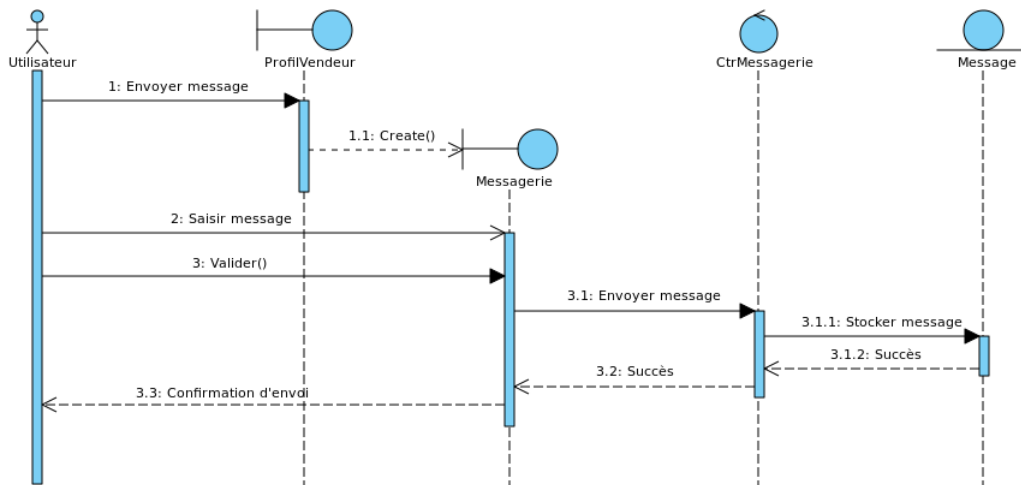 Utilisateur
ProfilVendeur
CtrMessagerie
Message
1: Envoyer message
1.1: Create()
Messagerie
2: Saisir message
3: Valider()
3.1: Envoyer message
3.1.1: Stocker message
3.1.2: Succès
3.2: Succès
3.3: Confirmation d'envoi